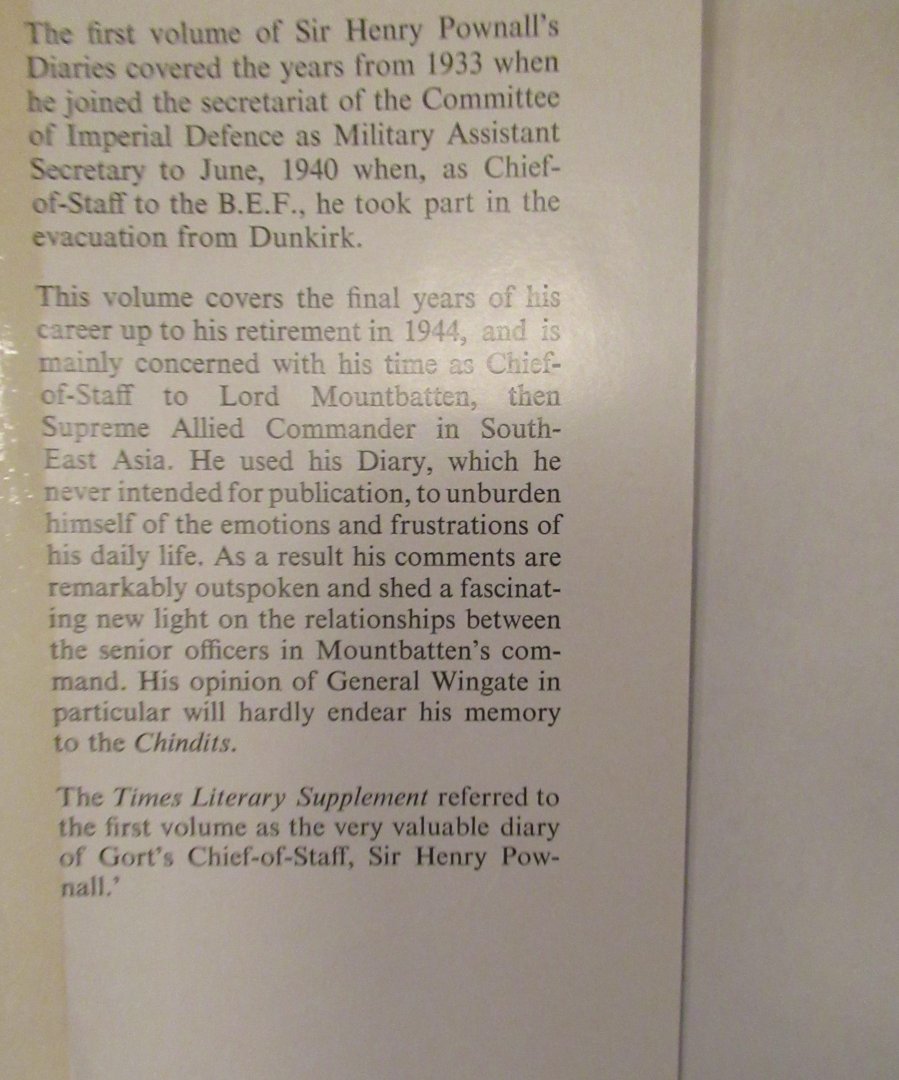 The first volume of Sir Henry Pownall's
Diaries covered the years from 1933 when
he joined the secretariat of the Committee
of Imperial Defence as Military Assistant
Secretary to June, 1940 when, as Chief-
of-Staff to the B.E.F., he took part in the
evacuation from Dunkirk.
This volume covers the final years of his
career up to his retirement in 1944, and is
mainly concerned with his time as Chief-
of-Staff to Lord Mountbatten, then
Supreme Allied Commander in South-
East Asia. He used his Diary, which he
never intended for publication, to unburden
himself of the emotions and frustrations of
his daily life. As a result his comments are
remarkably outspoken and shed a fascinat-
ing new light on the relationships between
the senior officers in Mountbatten's com-
mand. His opinion of General Wingate in
particular will hardly endear his memory
to the Chindits.
The Times Literary Supplement referred to
the first volume as the very valuable diary
of Gort's Chief-of-Staff, Sir Henry Pow-
nall.'